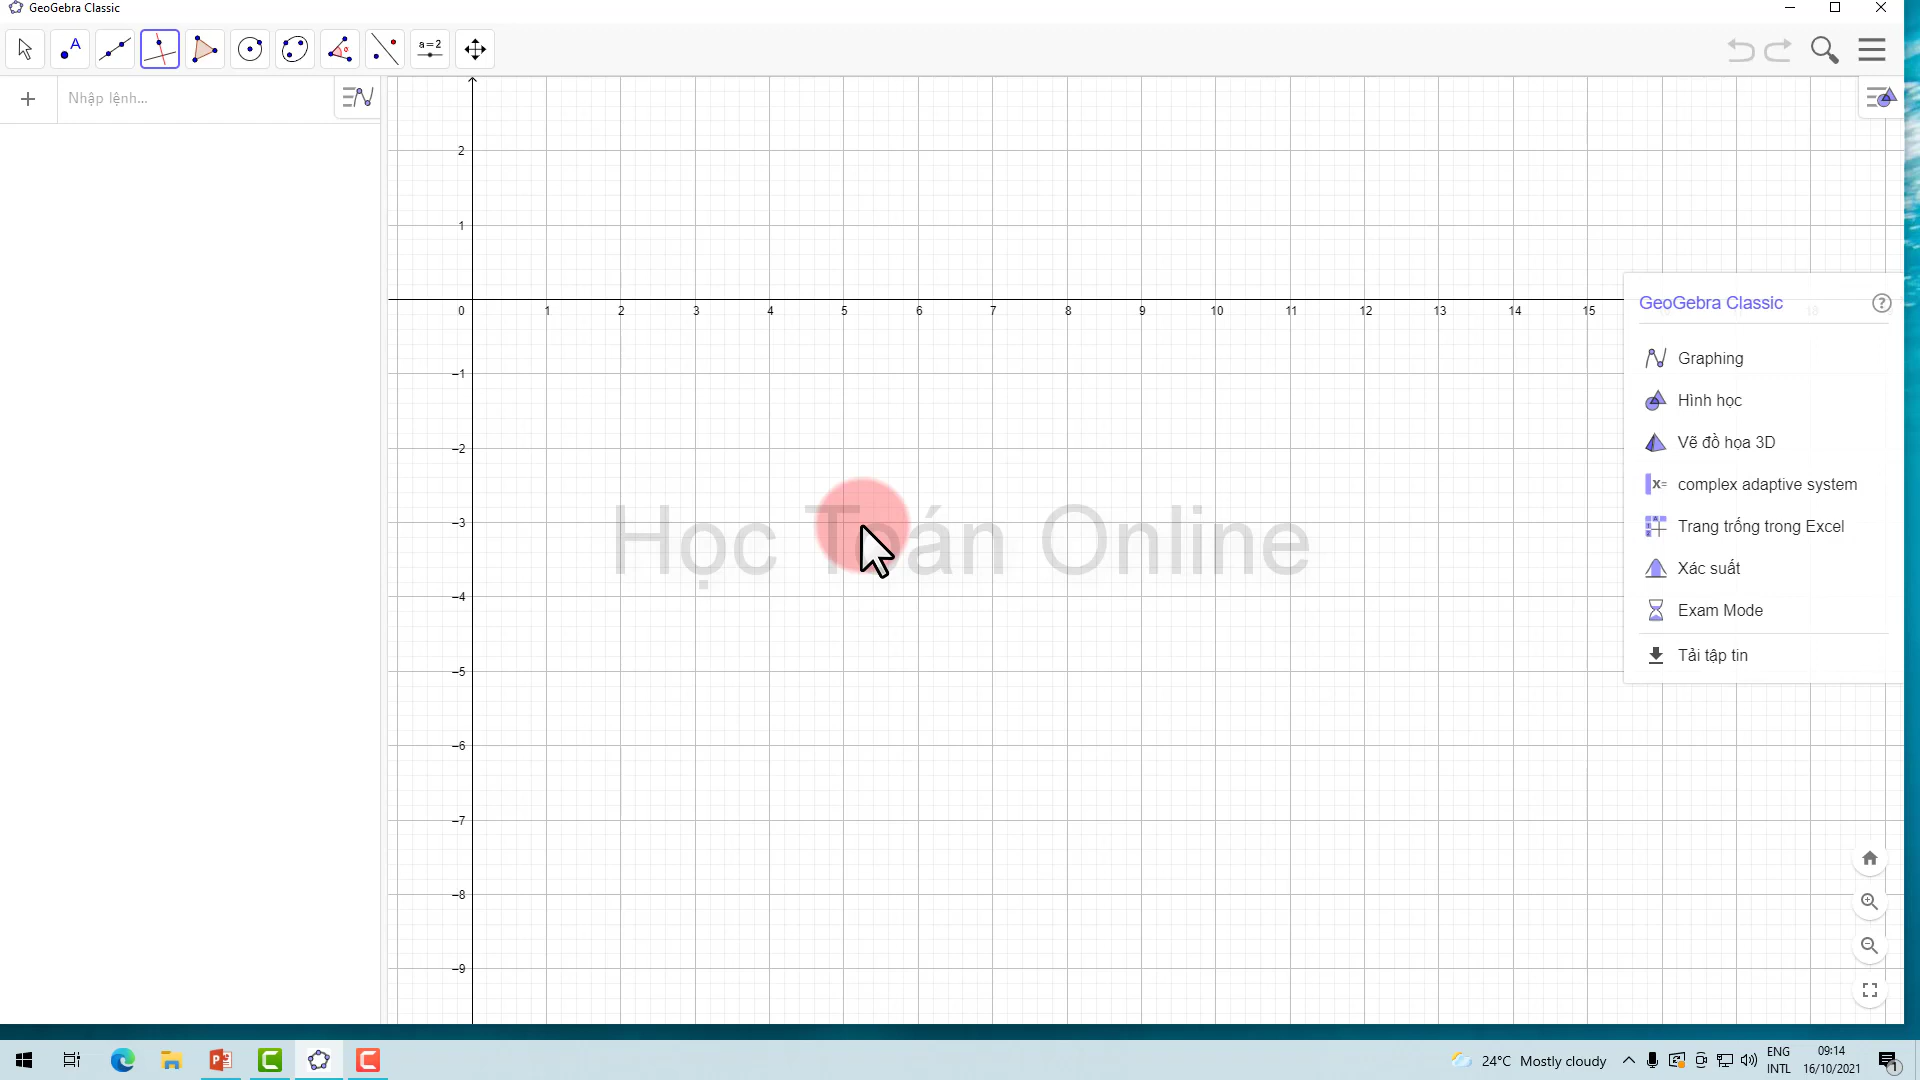 GeoGebra Classic
A
α
a=2
Nhập lệnh...
2
1
0 1 2 3 4 5 6 7 8 9 10 11 12 13 14 15 18
−1
−2
−3
−4
−5
−6
−7
−8
−9
Học Toán Online
GeoGebra Classic
?
Graphing
Hình học
Vẽ đồ họa 3D
X= complex adaptive system
Trang trống trong Excel
Xác suất
Exam Mode
Tải tập tin
24°C Mostly cloudy
ENG
INTL
09:14
16/10/2021
1